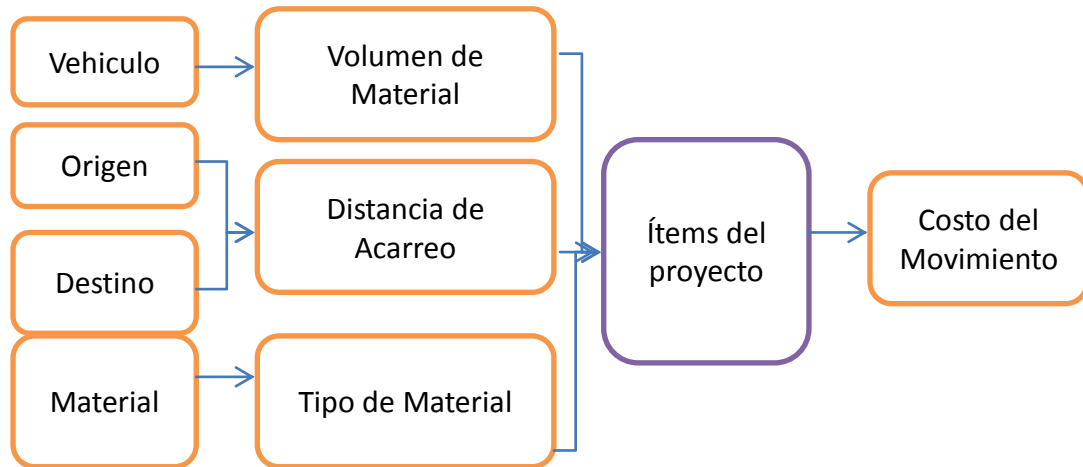 Vehiculo
Volumen de
Material
Origen
Distancia de
Acarreo
Destino
Material
Tipo de Material
Ítems del
proyecto
Costo del
Movimiento